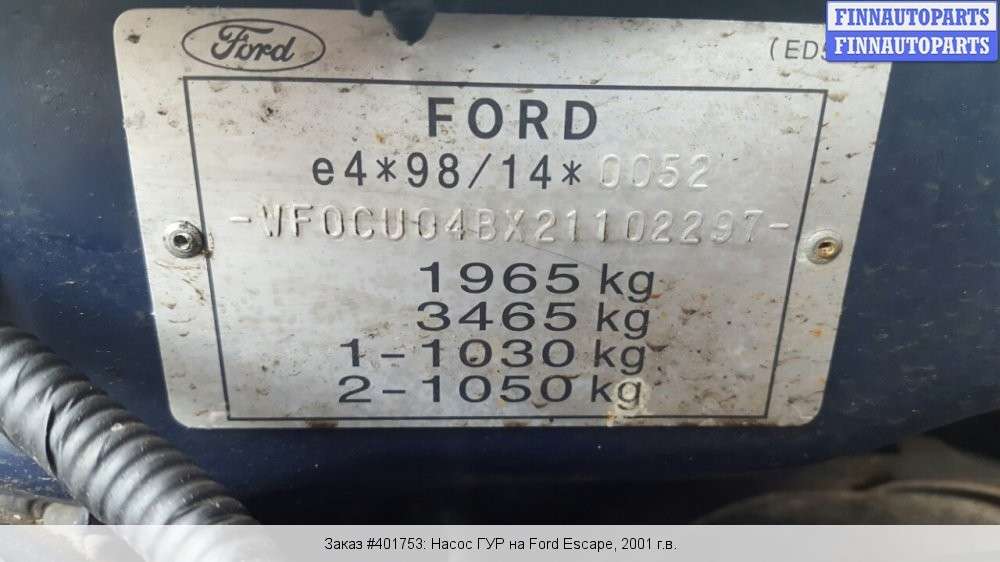 FINNAUTOPARTS
FINNAUTOPARTS
Ford
FORD
e4*98/14*0052
-WF0CU04BX21102297-
1965 kg
3465 kg
1-1030 kg
2-1050 kg
Заказ #401753: Насос ГУР на Ford Escape, 2001 г.в.